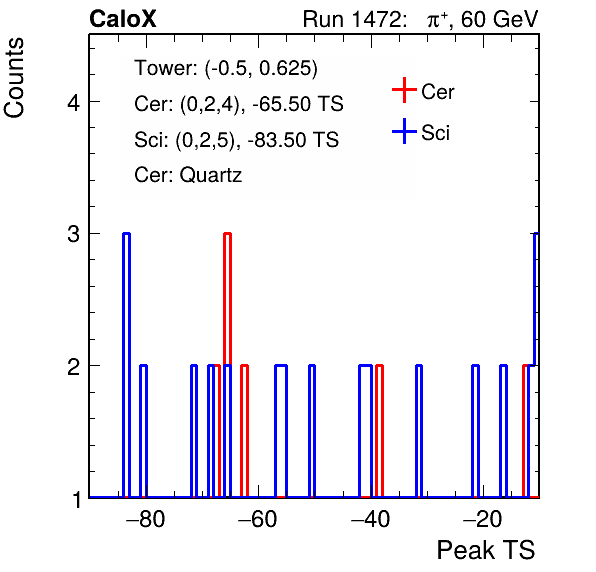 CaloX Run 1472: π⁺, 60 GeV
Counts
Tower: (-0.5, 0.625)
Cer: (0,2,4), -65.50 TS
Sci: (0,2,5), -83.50 TS
Cer: Quartz
Cer
Sci
4
3
2
1
−80 −60 −40 −20
Peak TS